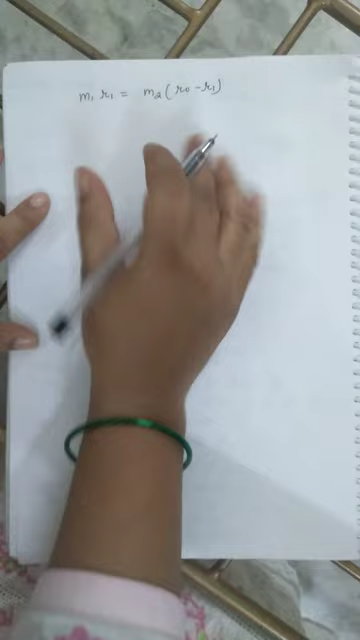 m₁ r₁ = m₂ (r₀ - r₁)